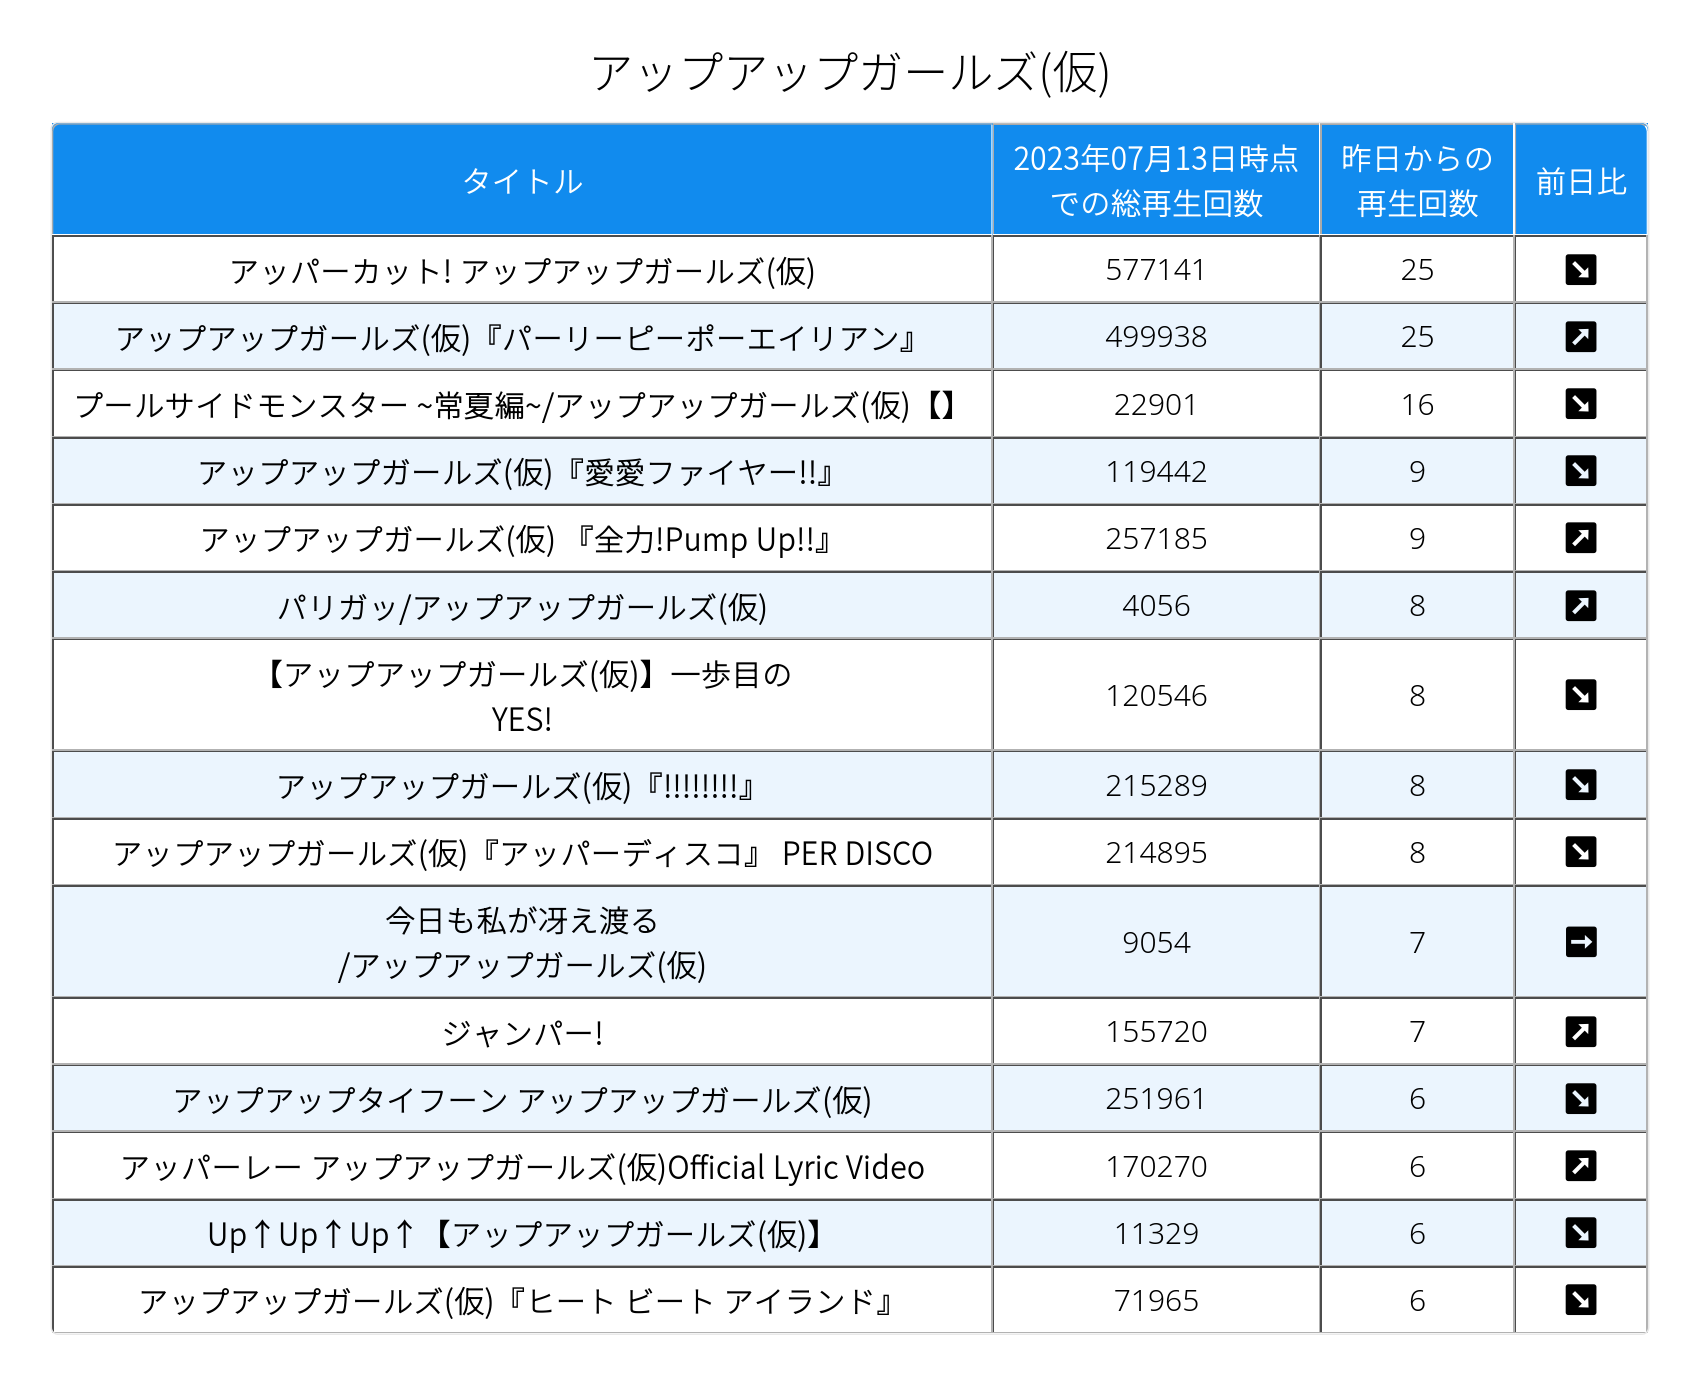 アップアップガールズ(仮)
タイトル
2023年07月13日時点
での総再生回数
昨日からの
再生回数
前日比
アッパーカット! アップアップガールズ(仮)
577141
25
アップアップガールズ(仮)『パーリーピーポーエイリアン』
499938
25
プールサイドモンスター ~常夏編~/アップアップガールズ(仮)【】
22901
16
アップアップガールズ(仮)『愛愛ファイヤー!!』
119442
9
アップアップガールズ(仮) 『全力!Pump Up!!』
257185
9
パリガッ/アップアップガールズ(仮)
4056
8
【アップアップガールズ(仮)】一歩目の
YES!
120546
8
アップアップガールズ(仮)『!!!!!!!!』
215289
8
アップアップガールズ(仮)『アッパーディスコ』 PER DISCO
214895
8
今日も私が冴え渡る
/アップアップガールズ(仮)
9054
7
ジャンパー!
155720
7
アップアップタイフーン アップアップガールズ(仮)
251961
6
アッパーレー アップアップガールズ(仮)Official Lyric Video
170270
6
Up↑Up↑Up↑【アップアップガールズ(仮)】
11329
6
アップアップガールズ(仮)『ヒート ビート アイランド』
71965
6